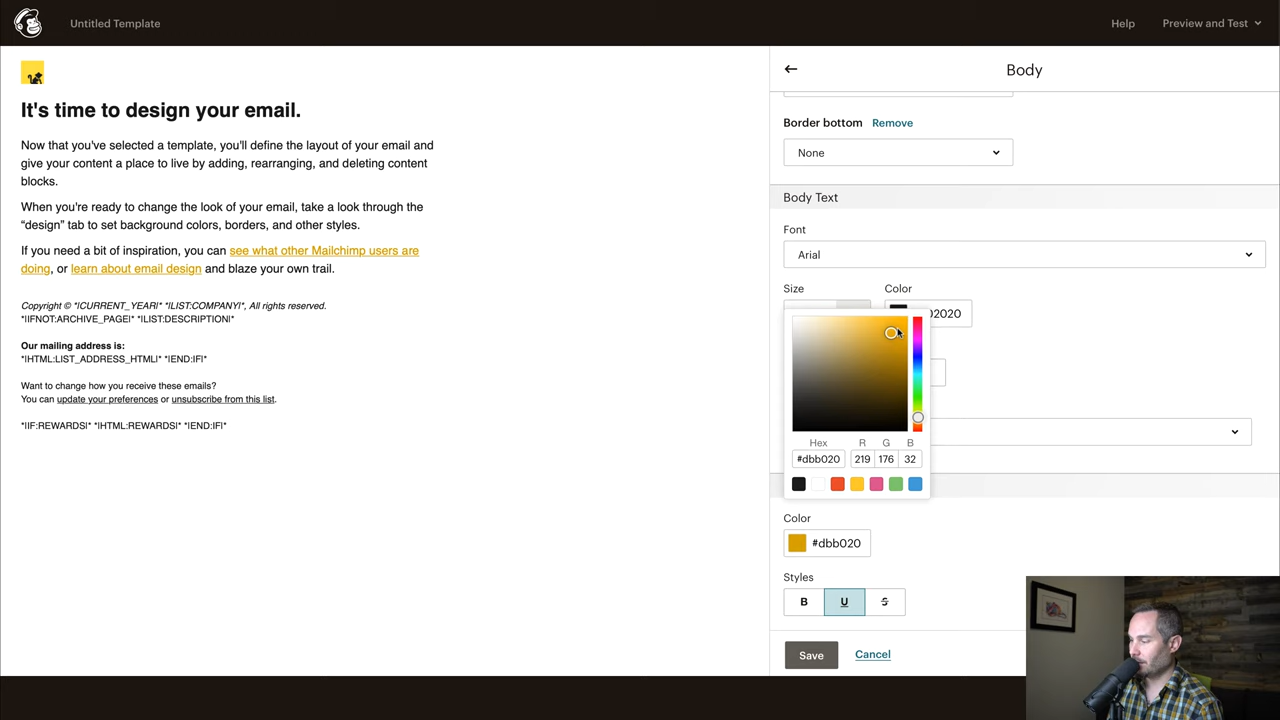 Untitled Template
Help
Preview and Test
Body
Border bottom Remove
None
Body Text
Font
Arial
Size
Color
2020
Hex
R
G
B
#dbb020
219
176
32
Color
#dbb020
Styles
B
U
S
Save
Cancel
It's time to design your email.
Now that you've selected a template, you'll define the layout of your email and
give your content a place to live by adding, rearranging, and deleting content
blocks.
When you're ready to change the look of your email, take a look through the
“design” tab to set background colors, borders, and other styles.
If you need a bit of inspiration, you can see what other Mailchimp users are
doing, or learn about email design and blaze your own trail.
Copyright © *|CURRENT_YEAR|* *|LIST:COMPANY|*, All rights reserved.
*|IFNOT:ARCHIVE_PAGE|* *|LIST:DESCRIPTION|*
Our mailing address is:
*|HTML:LIST_ADDRESS_HTML|* *|END:IF|*
Want to change how you receive these emails?
You can update your preferences or unsubscribe from this list.
*|IF:REWARDS|* *|HTML:REWARDS|* *|END:IF|*